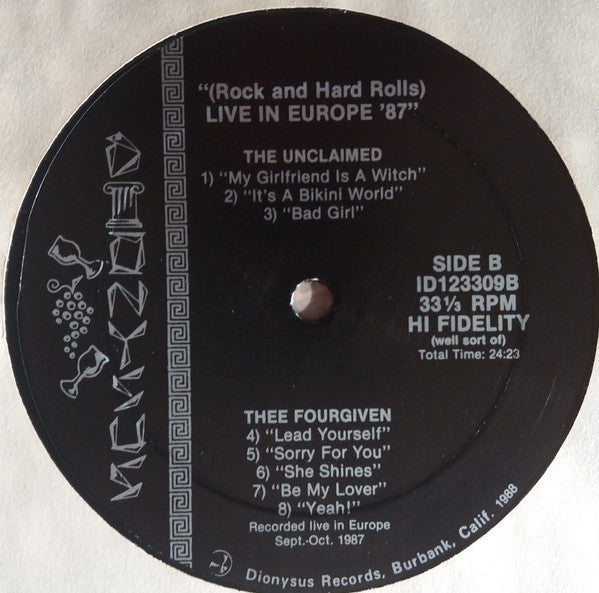 "(Rock and Hard Rolls)
LIVE IN EUROPE '87"
THE UNCLAIMED
1) "My Girlfriend Is A Witch"
2) "It's A Bikini World"
3) "Bad Girl"
SIDE B
ID123309B
33⅓ RPM
HI FIDELITY
(well sort of)
Total Time: 24:23
THEE FOURGIVEN
4) "Lead Yourself"
5) "Sorry For You"
6) "She Shines"
7) "Be My Lover"
8) "Yeah!"
Recorded live in Europe
Sept.-Oct. 1987
Dionysus Records, Burbank, Calif. 1988